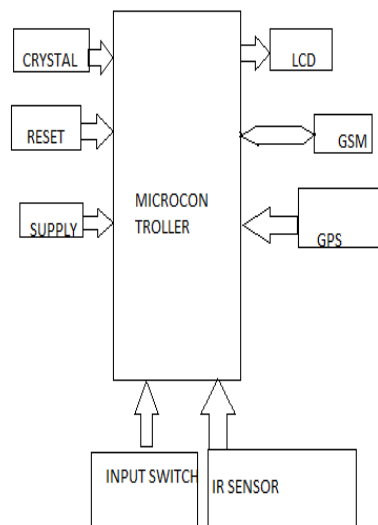 CRYSTAL
LCD
RESET
GSM
MICROCON
TROLLER
SUPPLY
GPS
INPUT SWITCH
IR SENSOR